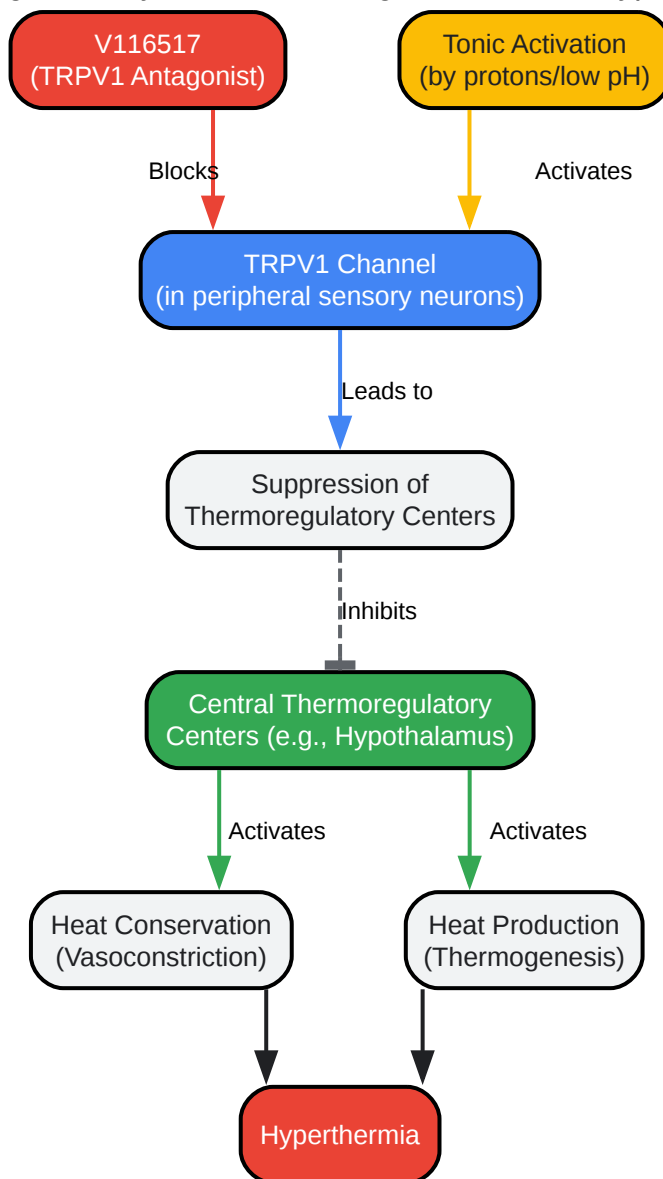 V116517
(TRPV1 Antagonist)
Tonic Activation
(by protons/low pH)
Blocks
Activates
TRPV1 Channel
(in peripheral sensory neurons)
Leads to
Suppression of
Thermoregulatory Centers
Inhibits
Central Thermoregulatory
Centers (e.g., Hypothalamus)
Activates
Activates
Heat Conservation
(Vasoconstriction)
Heat Production
(Thermogenesis)
Hyperthermia